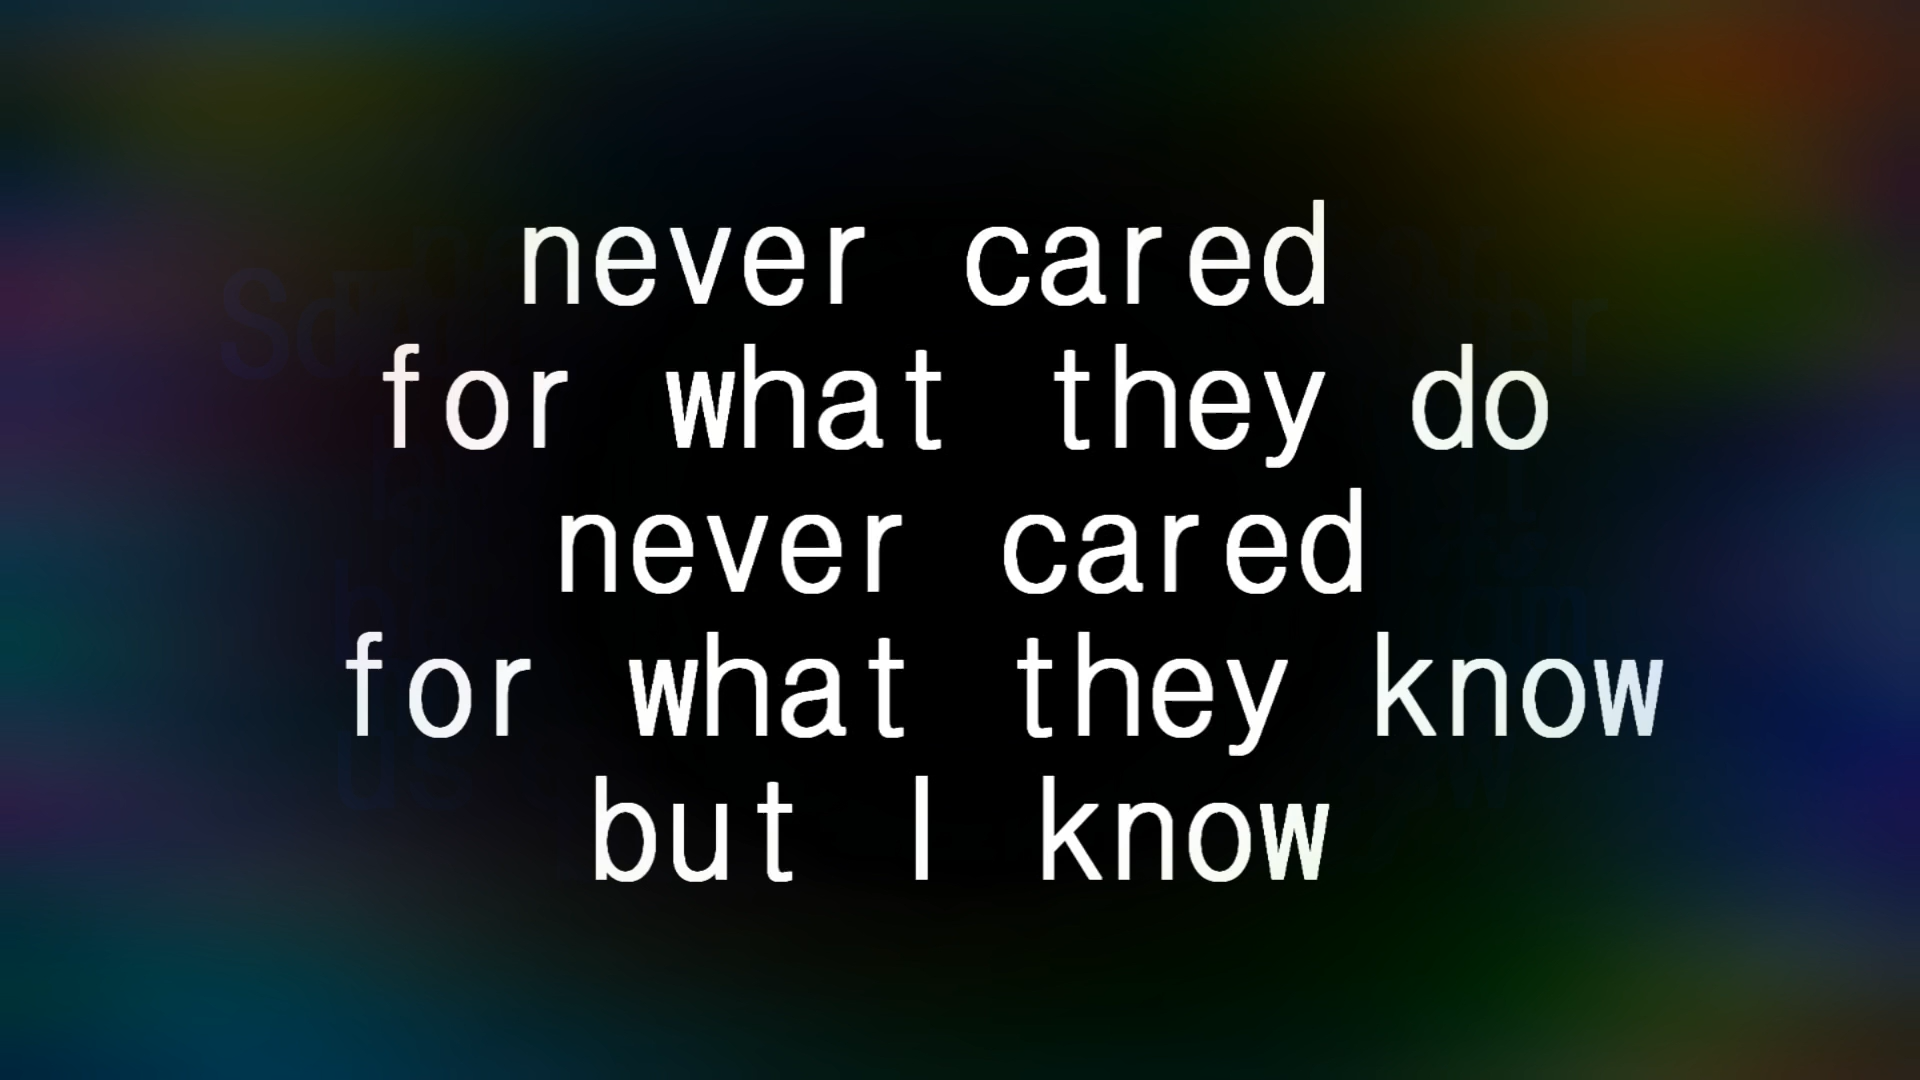 never cared
for what they do
never cared
for what they know
but I know